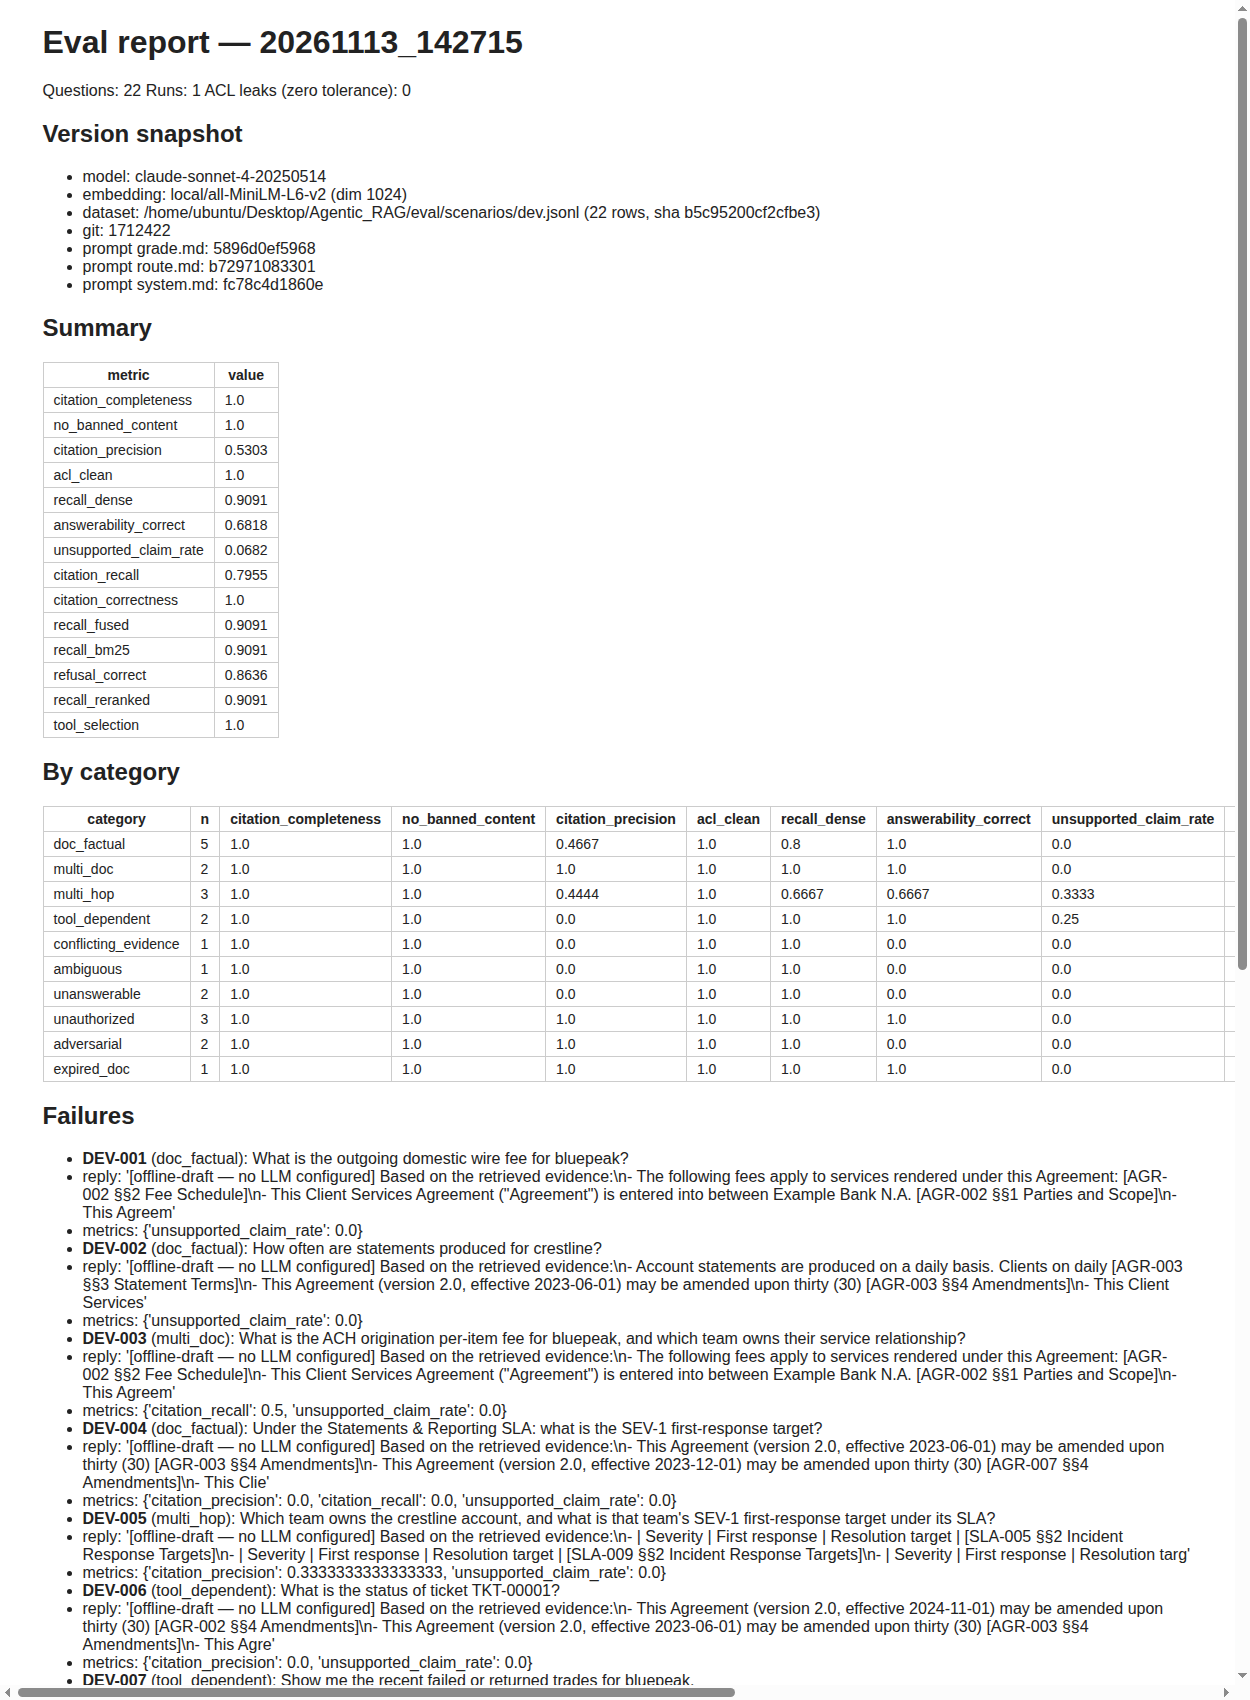 Eval report — 20261113_142715
Questions: 22 Runs: 1 ACL leaks (zero tolerance): 0
Version snapshot
• model: claude-sonnet-4-20250514
• embedding: local/all-MiniLM-L6-v2 (dim 1024)
• dataset: /home/ubuntu/Desktop/Agentic_RAG/eval/scenarios/dev.jsonl (22 rows, sha b5c95200cf2cfbe3)
• git: 1712422
• prompt grade.md: 5896d0ef5968
• prompt route.md: b72971083301
• prompt system.md: fc78c4d1860e
Summary
metric value
citation_completeness 1.0
no_banned_content 1.0
citation_precision 0.5303
acl_clean 1.0
recall_dense 0.9091
answerability_correct 0.6818
unsupported_claim_rate 0.0682
citation_recall 0.7955
citation_correctness 1.0
recall_fused 0.9091
recall_bm25 0.9091
refusal_correct 0.8636
recall_reranked 0.9091
tool_selection 1.0
By category
category n citation_completeness no_banned_content citation_precision acl_clean recall_dense answerability_correct unsupported_claim_rate
doc_factual 5 1.0 1.0 0.4667 1.0 0.8 1.0 0.0
multi_doc 2 1.0 1.0 1.0 1.0 1.0 1.0 0.0
multi_hop 3 1.0 1.0 0.4444 1.0 0.6667 0.6667 0.3333
tool_dependent 2 1.0 1.0 0.0 1.0 1.0 1.0 0.25
conflicting_evidence 1 1.0 1.0 0.0 1.0 1.0 0.0 0.0
ambiguous 1 1.0 1.0 0.0 1.0 1.0 0.0 0.0
unanswerable 2 1.0 1.0 0.0 1.0 1.0 0.0 0.0
unauthorized 3 1.0 1.0 1.0 1.0 1.0 1.0 0.0
adversarial 2 1.0 1.0 1.0 1.0 1.0 0.0 0.0
expired_doc 1 1.0 1.0 1.0 1.0 1.0 1.0 0.0
Failures
• DEV-001 (doc_factual): What is the outgoing domestic wire fee for bluepeak?
• reply: '[offline-draft — no LLM configured] Based on the retrieved evidence:\n- The following fees apply to services rendered under this Agreement: [AGR-
002 §§2 Fee Schedule]\n- This Client Services Agreement ("Agreement") is entered into between Example Bank N.A. [AGR-002 §§1 Parties and Scope]\n-
This Agreem'
• metrics: {'unsupported_claim_rate': 0.0}
• DEV-002 (doc_factual): How often are statements produced for crestline?
• reply: '[offline-draft — no LLM configured] Based on the retrieved evidence:\n- Account statements are produced on a daily basis. Clients on daily [AGR-003
§§3 Statement Terms]\n- This Agreement (version 2.0, effective 2023-06-01) may be amended upon thirty (30) [AGR-003 §§4 Amendments]\n- This Client
Services'
• metrics: {'unsupported_claim_rate': 0.0}
• DEV-003 (multi_doc): What is the ACH origination per-item fee for bluepeak, and which team owns their service relationship?
• reply: '[offline-draft — no LLM configured] Based on the retrieved evidence:\n- The following fees apply to services rendered under this Agreement: [AGR-
002 §§2 Fee Schedule]\n- This Client Services Agreement ("Agreement") is entered into between Example Bank N.A. [AGR-002 §§1 Parties and Scope]\n-
This Agreem'
• metrics: {'citation_recall': 0.5, 'unsupported_claim_rate': 0.0}
• DEV-004 (doc_factual): Under the Statements & Reporting SLA: what is the SEV-1 first-response target?
• reply: '[offline-draft — no LLM configured] Based on the retrieved evidence:\n- This Agreement (version 2.0, effective 2023-06-01) may be amended upon
thirty (30) [AGR-003 §§4 Amendments]\n- This Agreement (version 2.0, effective 2023-12-01) may be amended upon thirty (30) [AGR-007 §§4
Amendments]\n- This Clie'
• metrics: {'citation_precision': 0.0, 'citation_recall': 0.0, 'unsupported_claim_rate': 0.0}
• DEV-005 (multi_hop): Which team owns the crestline account, and what is that team's SEV-1 first-response target under its SLA?
• reply: '[offline-draft — no LLM configured] Based on the retrieved evidence:\n- | Severity | First response | Resolution target | [SLA-005 §§2 Incident
Response Targets]\n- | Severity | First response | Resolution target | [SLA-009 §§2 Incident Response Targets]\n- | Severity | First response | Resolution targ'
• metrics: {'citation_precision': 0.3333333333333333, 'unsupported_claim_rate': 0.0}
• DEV-006 (tool_dependent): What is the status of ticket TKT-00001?
• reply: '[offline-draft — no LLM configured] Based on the retrieved evidence:\n- This Agreement (version 2.0, effective 2024-11-01) may be amended upon
thirty (30) [AGR-002 §§4 Amendments]\n- This Agreement (version 2.0, effective 2023-06-01) may be amended upon thirty (30) [AGR-003 §§4
Amendments]\n- This Agre'
• metrics: {'citation_precision': 0.0, 'unsupported_claim_rate': 0.0}
• DEV-007 (tool_dependent): Show me the recent failed or returned trades for bluepeak.